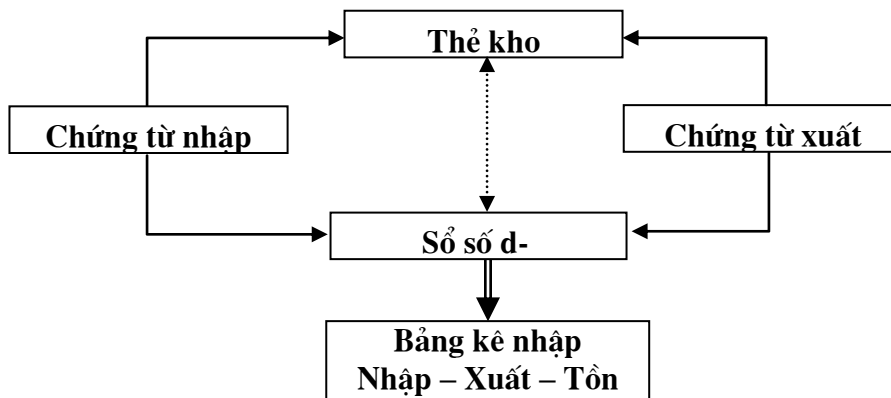 Thẻ kho
Chứng từ nhập
Chứng từ xuất
Sổ số d-
Bảng kê nhập
Nhập – Xuất – Tồn